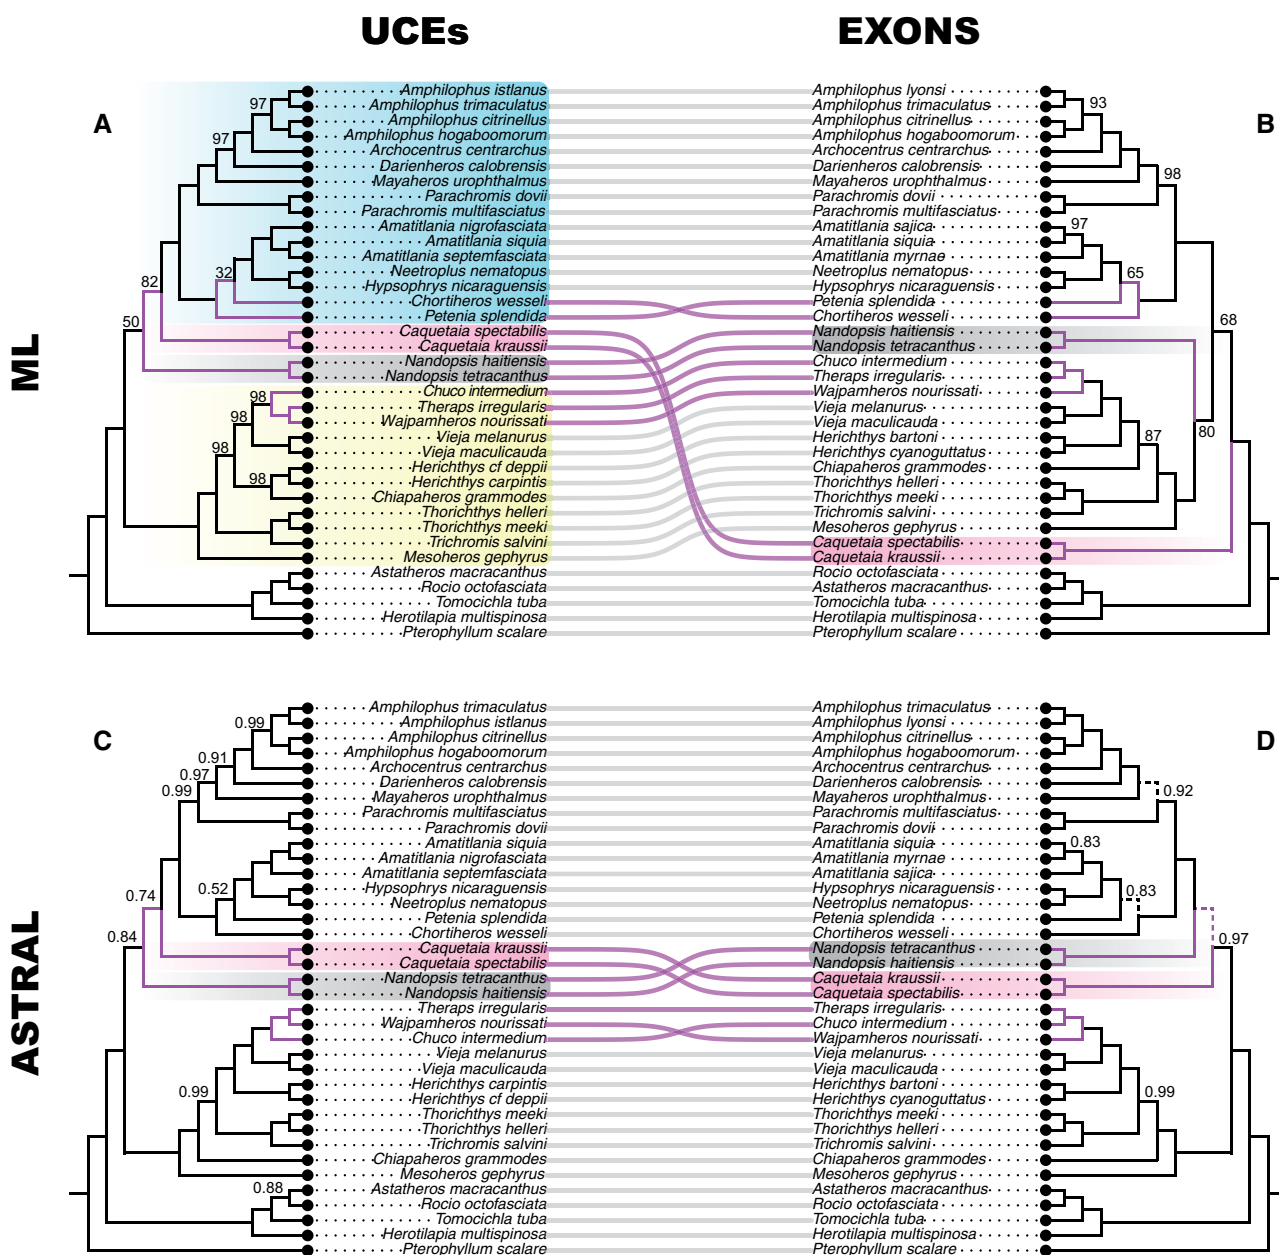 UCEs EXONS
A B
ML
Amphilophus istlanus Amphilophus lyonsi
97 93
Amphilophus trimaculatus Amphilophus trimaculatus
Amphilophus citrinellus Amphilophus citrinellus
97
Amphilophus hogaboomorum Amphilophus hogaboomorum
Archocentrus centrarchus Archocentrus centrarchus
Darienheros calobrensis Darienheros calobrensis
98
Mayaheros urophthalmus Mayaheros urophthalmus
Parachromis dovii Parachromis dovii
Parachromis multifasciatus Parachromis multifasciatus
Amatitlania nigrofasciata Amatitlania sajica
97
Amatitlania siquia Amatitlania siquia
Amatitlania septemfasciata Amatitlania myrnae
82 32 65
Neetroplus nematopus Neetroplus nematopus
Hypsophrys nicaraguensis Hypsophrys nicaraguensis
Chortiheros wesseli Petenia splendida
Petenia splendida Chortiheros wesseli
50 68
Caquetaia spectabilis Nandopsis haitiensis
Caquetaia kraussii Nandopsis tetracanthus
Nandopsis haitiensis Chuco intermedium
Nandopsis tetracanthus Theraps irregularis
Chuco intermedium Wajpamheros nourissati
98
Theraps irregularis Vieja melanurus
98
Wajpamheros nourissati Vieja maculicauda
80
Vieja melanurus Herichthys bartoni
98 87
Vieja maculicauda Herichthys cyanoguttatus
Herichthys cf deppii Chiapaheros grammodes
98
Herichthys carpintis Thorichthys helleri
Chiapaheros grammodes Thorichthys meeki
Thorichthys helleri Trichromis salvini
Thorichthys meeki Mesoheros gephyrus
Trichromis salvini Caquetaia spectabilis
Mesoheros gephyrus Caquetaia kraussii
Astatheros macracanthus Rocio octofasciata
Rocio octofasciata Astatheros macracanthus
Tomocichla tuba Tomocichla tuba
Herotilapia multispinosa Herotilapia multispinosa
Pterophyllum scalare Pterophyllum scalare
C D
ASTRAL
Amphilophus trimaculatus Amphilophus trimaculatus
0.99
Amphilophus istlanus Amphilophus lyonsi
Amphilophus citrinellus Amphilophus citrinellus
0.91
Amphilophus hogaboomorum Amphilophus hogaboomorum
0.97
Archocentrus centrarchus Archocentrus centrarchus
0.99 0.92
Darienheros calobrensis Darienheros calobrensis
Mayaheros urophthalmus Mayaheros urophthalmus
Parachromis multifasciatus Parachromis multifasciatus
Parachromis dovii Parachromis dovii
Amatitlania siquia Amatitlania siquia
0.83
Amatitlania nigrofasciata Amatitlania myrnae
Amatitlania septemfasciata Amatitlania sajica
0.74 0.52 0.83
Hypsophrys nicaraguensis Hypsophrys nicaraguensis
Neetroplus nematopus Neetroplus nematopus
Petenia splendida Petenia splendida
Chortiheros wesseli Chortiheros wesseli
0.84 0.97
Caquetaia kraussii Nandopsis tetracanthus
Caquetaia spectabilis Nandopsis haitiensis
Nandopsis tetracanthus Caquetaia kraussii
Nandopsis haitiensis Caquetaia spectabilis
Theraps irregularis Theraps irregularis
Wajpamheros nourissati Chuco intermedium
Chuco intermedium Wajpamheros nourissati
Vieja melanurus Vieja melanurus
Vieja maculicauda Vieja maculicauda
Herichthys carpintis Herichthys bartoni
0.99 0.99
Herichthys cf deppii Herichthys cyanoguttatus
Thorichthys meeki Thorichthys meeki
Thorichthys helleri Thorichthys helleri
Trichromis salvini Trichromis salvini
Chiapaheros grammodes Chiapaheros grammodes
Mesoheros gephyrus Mesoheros gephyrus
0.88
Astatheros macracanthus Astatheros macracanthus
Rocio octofasciata Rocio octofasciata
Tomocichla tuba Tomocichla tuba
Herotilapia multispinosa Herotilapia multispinosa
Pterophyllum scalare Pterophyllum scalare